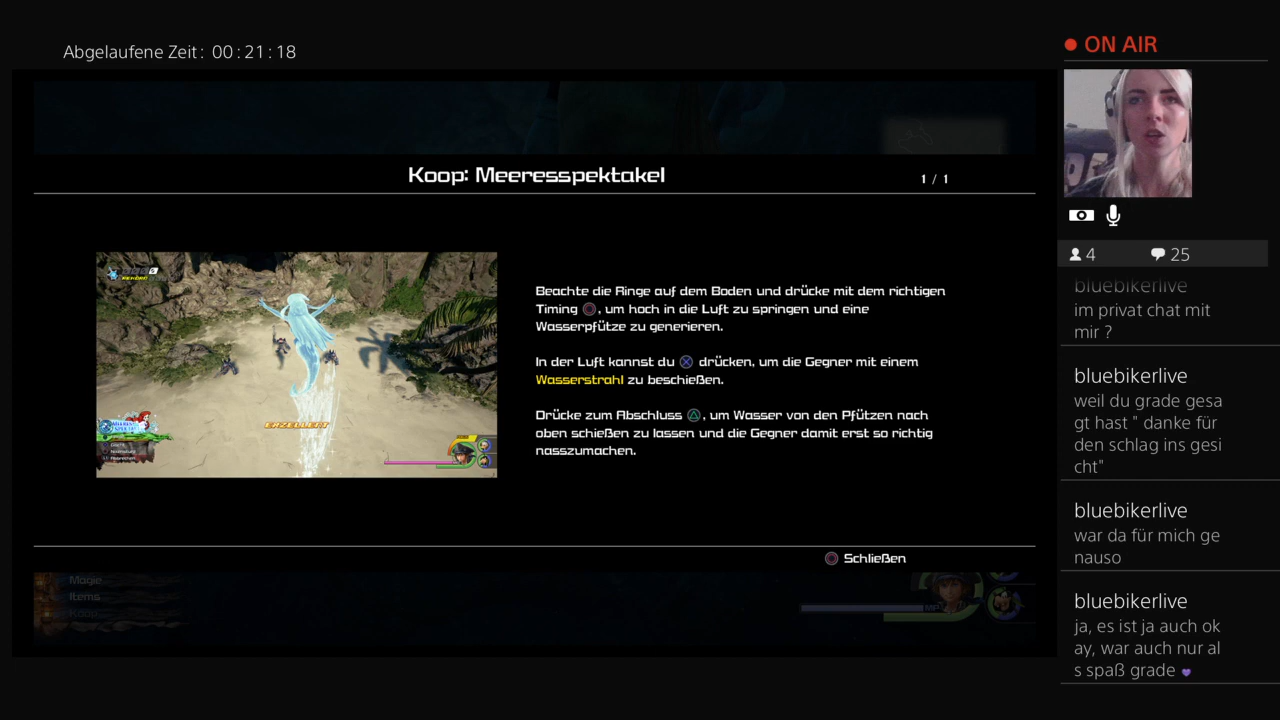 Abgelaufene Zeit: 00:21:18
ON AIR
Koop: Meeresspektakel
1 / 1
Beachte die Ringe auf dem Boden und drücke mit dem richtigen
Timing , um hoch in die Luft zu springen und eine
Wasserpfütze zu generieren.
In der Luft kannst du drücken, um die Gegner mit einem
Wasserstrahl zu beschießen.
Drücke zum Abschluss , um Wasser von den Pfützen nach
oben schießen zu lassen und die Gegner damit erst so richtig
nasszumachen.
EXZELLENT
Schließen
Magie
Items
Koop
MP
4
25
bluebikerlive
im privat chat mit
mir ?
bluebikerlive
weil du grade gesa
gt hast " danke für
den schlag ins gesi
cht"
bluebikerlive
war da für mich ge
nauso
bluebikerlive
ja, es ist ja auch ok
ay, war auch nur al
s spaß grade